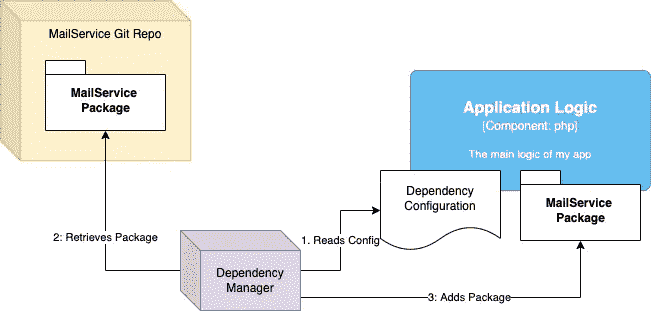 MailService Git Repo
MailService
Package
Application Logic
[Component: php]
The main logic of my app
Dependency
Configuration
MailService
Package
2: Retrieves Package
1. Reads Config
Dependency
Manager
3: Adds Package